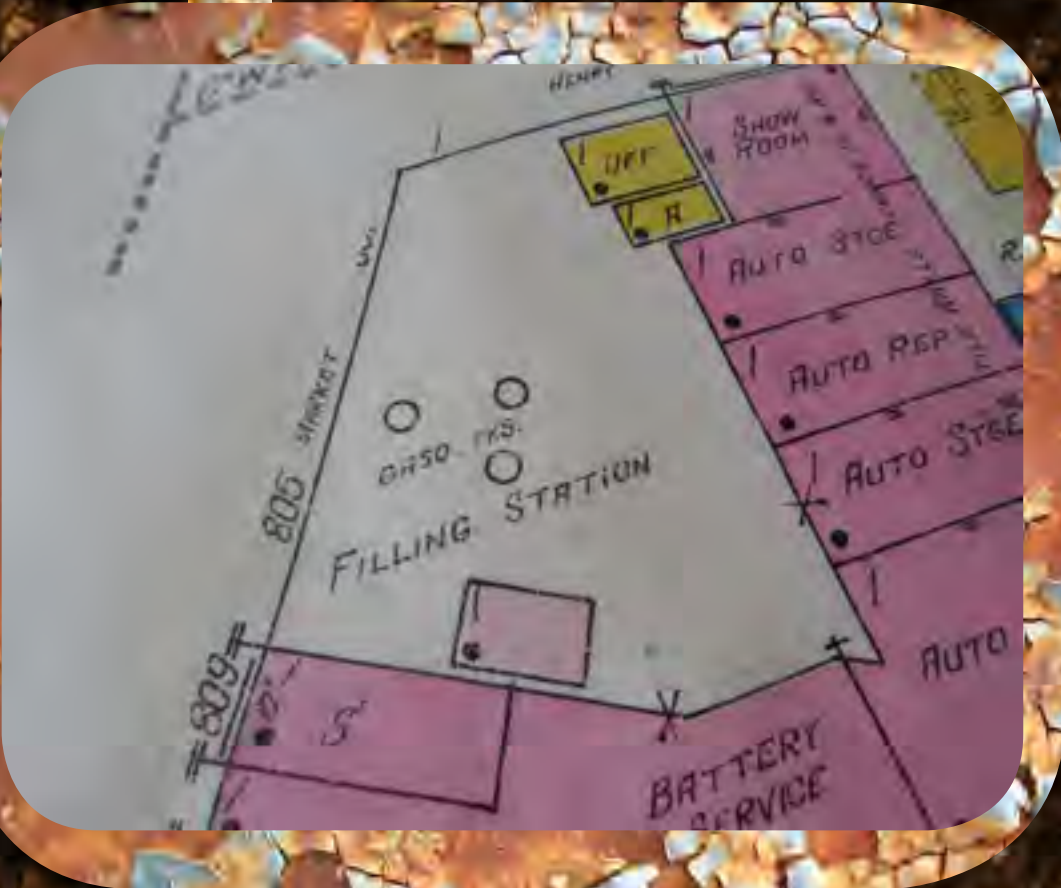 HENRY
SHOW
ROOM
OFF
AUTO STGE
AUTO REP
AUTO STGE
AUTO
805 MARKET
GASO. TKS.
FILLING STATION
809
S
BATTERY
SERVICE